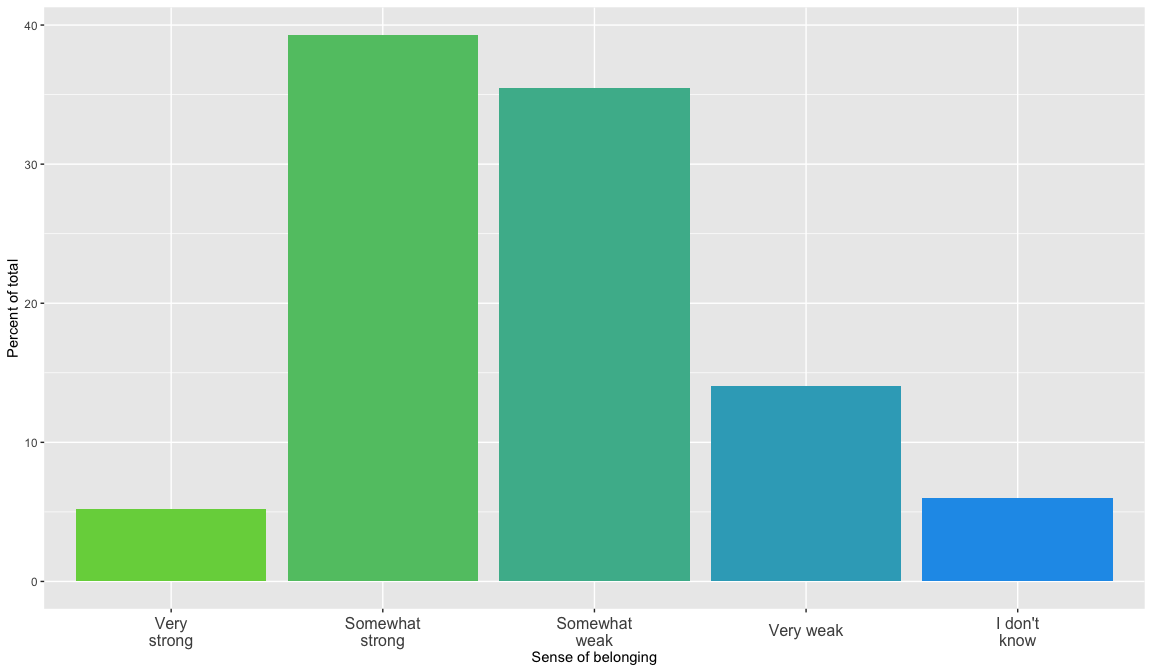 40
30
20
10
0
Percent of total
Very
strong
Somewhat
strong
Somewhat
weak
Very weak
I don't
know
Sense of belonging